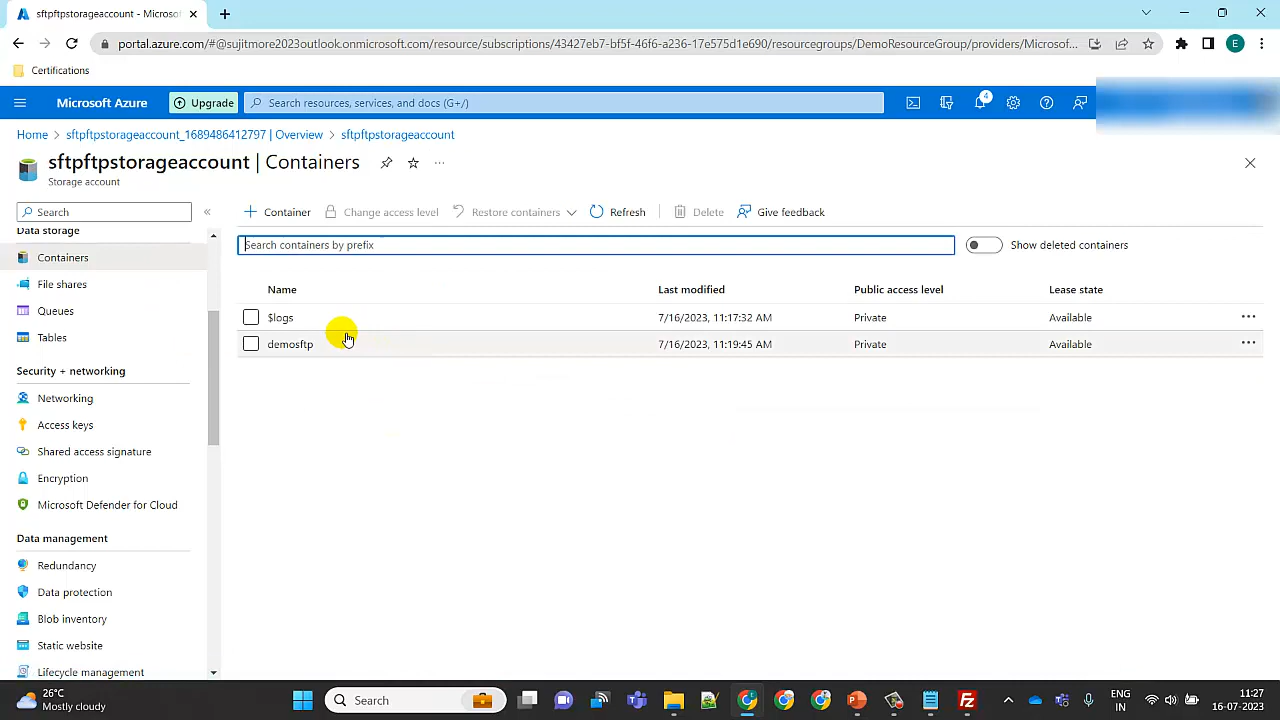 sftpftpstorageaccount - Microsof
portal.azure.com/#@sujitmore2023outlook.onmicrosoft.com/resource/subscriptions/43427eb7-bf5f-46f6-a236-17e575d1e690/resourcegroups/DemoResourceGroup/providers/Microsof...
E
Certifications
Microsoft Azure
Upgrade
Search resources, services, and docs (G+/)
4
Home > sftpftpstorageaccount_1689486412797 | Overview > sftpftpstorageaccount
sftpftpstorageaccount | Containers
Storage account
Search
Container
Change access level
Restore containers
Refresh
Delete
Give feedback
Data storage
Containers
File shares
Queues
Tables
Security + networking
Networking
Access keys
Shared access signature
Encryption
Microsoft Defender for Cloud
Data management
Redundancy
Data protection
Blob inventory
Static website
Lifecycle management
Search containers by prefix
Show deleted containers
Name Last modified Public access level Lease state
$logs 7/16/2023, 11:17:32 AM Private Available
demosftp 7/16/2023, 11:19:45 AM Private Available
26°C
Mostly cloudy
Search
Fz
ENG
IN
11:27
16-07-2023